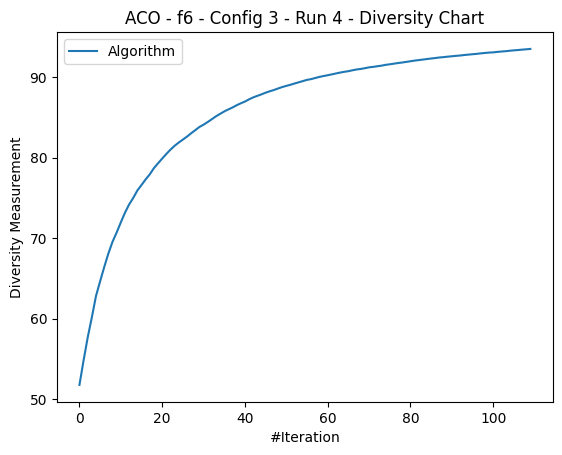 ACO - f6 - Config 3 - Run 4 - Diversity Chart
Algorithm
Diversity Measurement
90
80
70
60
50
0 20 40 60 80 100
#Iteration